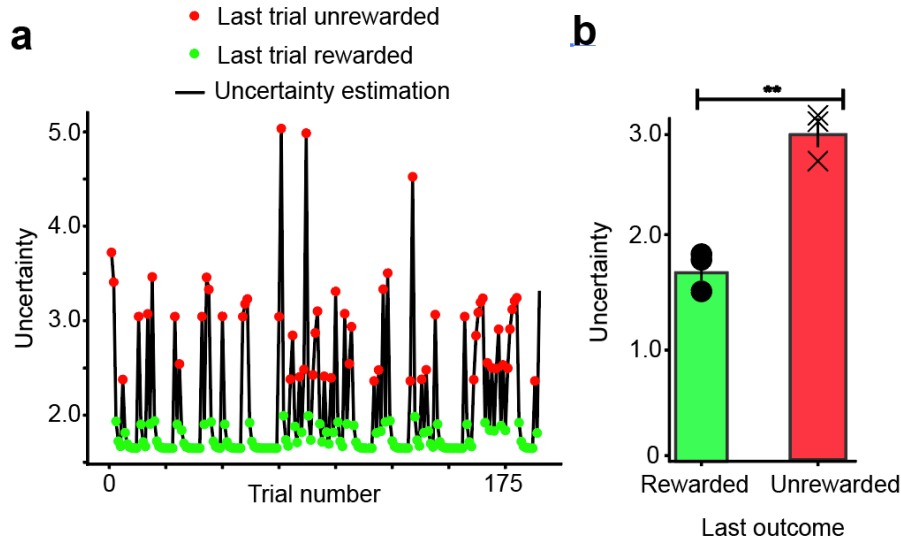 a
Last trial unrewarded
Last trial rewarded
Uncertainty estimation
Uncertainty
5.0
4.0
3.0
2.0
0
175
Trial number
b
**
Uncertainty
3.0
2.0
1.0
0
Rewarded
Unrewarded
Last outcome